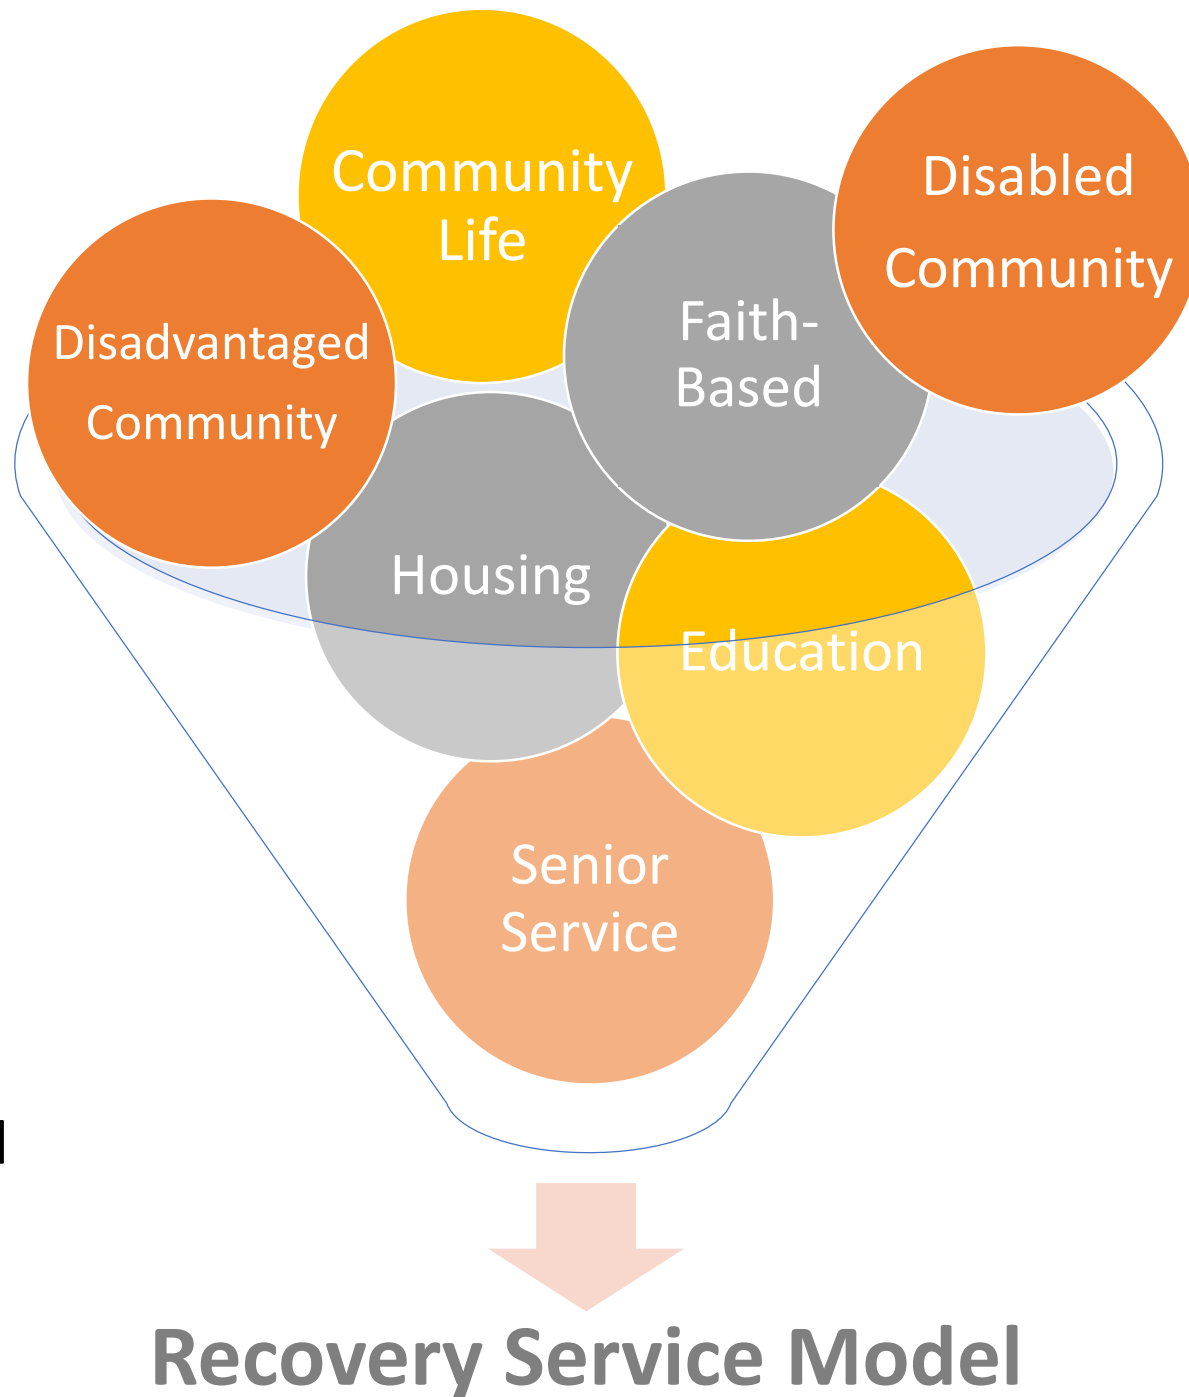 Community
Life
Disabled
Community
Faith-
Based
Disadvantaged
Community
Housing
Education
Senior
Service
Recovery Service Model